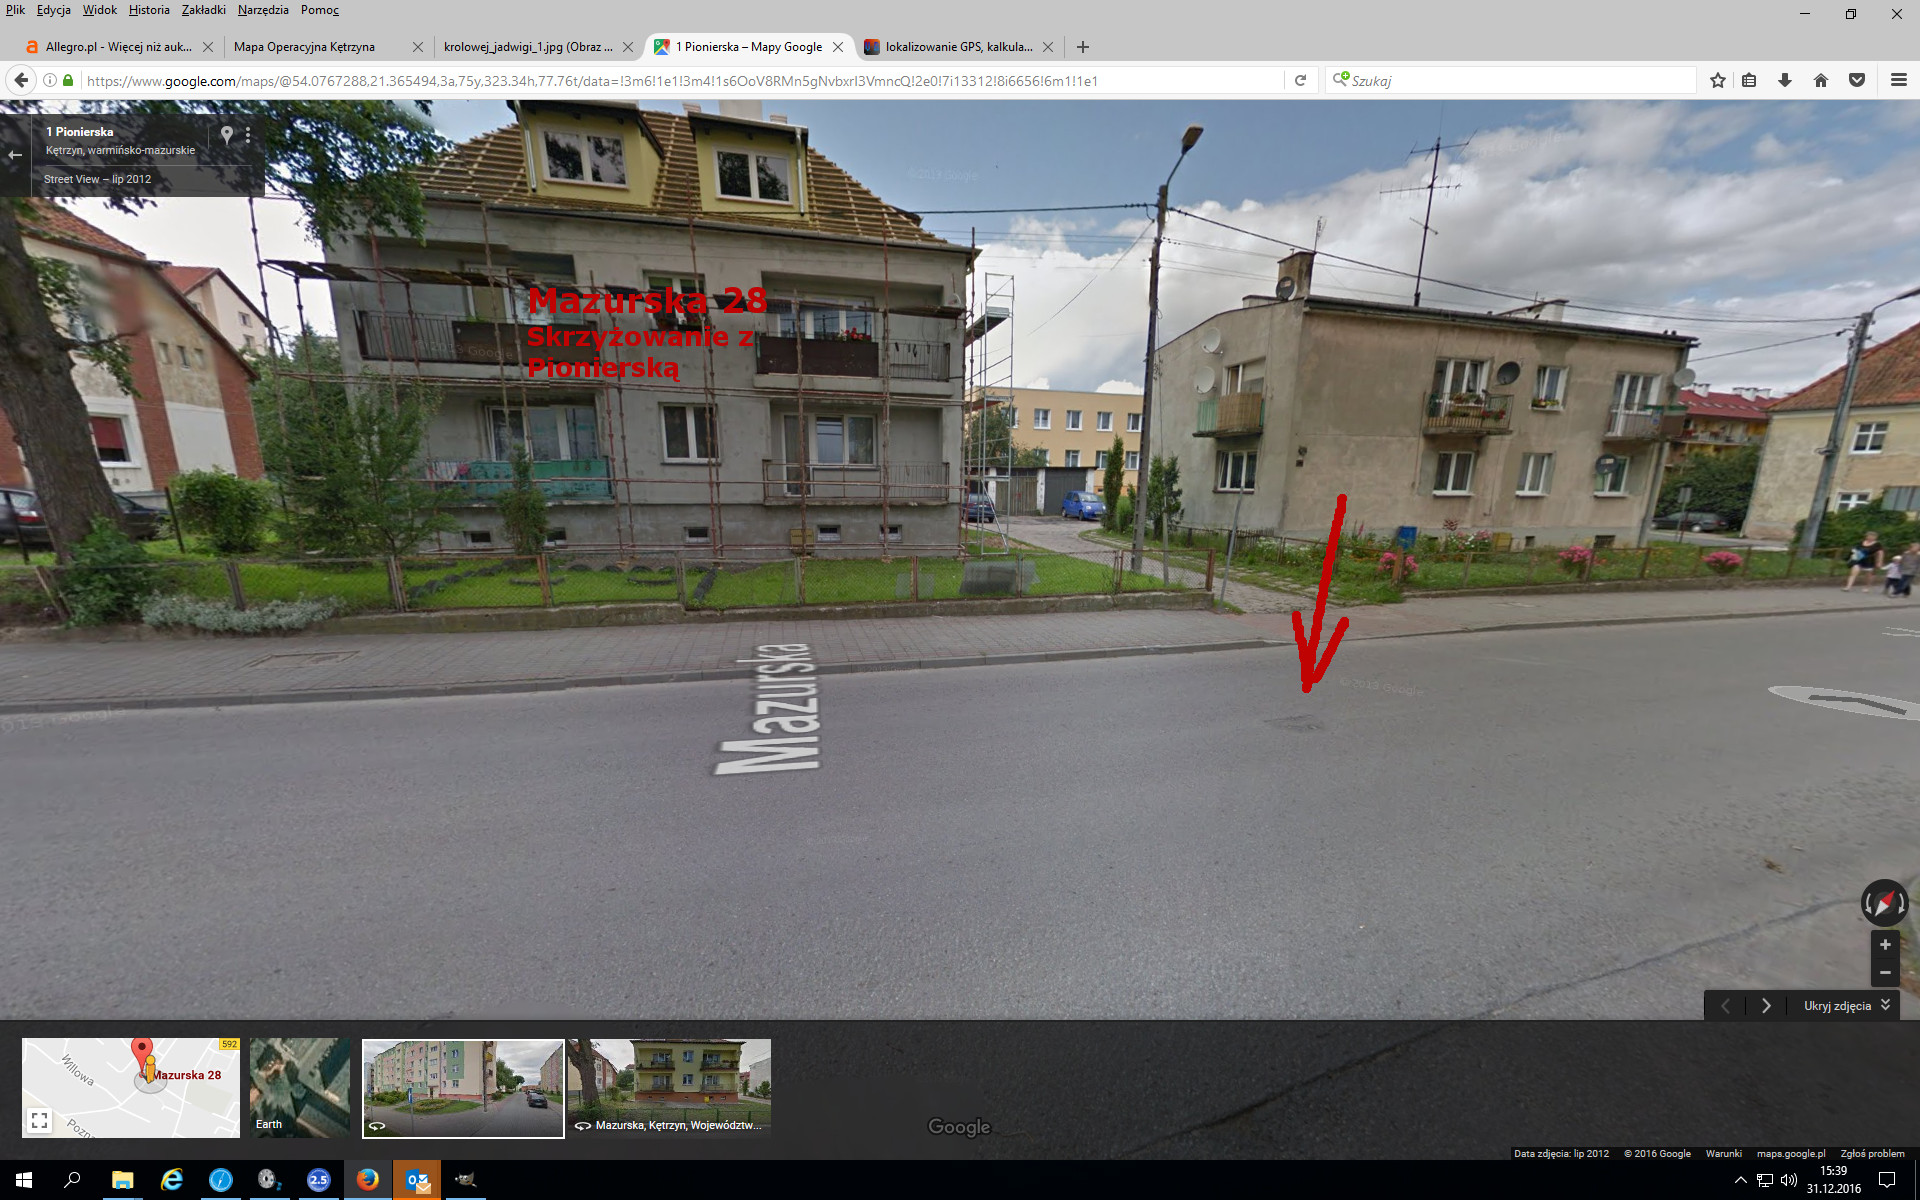 Plik Edycja Widok Historia Zakładki Narzędzia Pomoc
Allegro.pl - Więcej niż auk...
Mapa Operacyjna Kętrzyna
krolowej_jadwigi_1.jpg (Obraz ...
1 Pionierska – Mapy Google
lokalizowanie GPS, kalkula...
https://www.google.com/maps/@54.0767288,21.365494,3a,75y,323.34h,77.76t/data=!3m6!1e1!3m4!1s6OoV8RMn5gNvbxrI3VmncQ!2e0!7i13312!8i6656!6m1!1e1
Szukaj
1 Pionierska
Kętrzyn, warmińsko-mazurskie
Street View – lip 2012
Mazurska 28
Skrzyżowanie z
Pionierską
Mazurska
Ukryj zdjęcia
592
Willowa
Mazurska 28
Pozna
Earth
Mazurska, Kętrzyn, Województw...
Google
Data zdjęcia: lip 2012 © 2016 Google Warunki maps.google.pl Zgłoś problem
2.5
15:39
31.12.2016